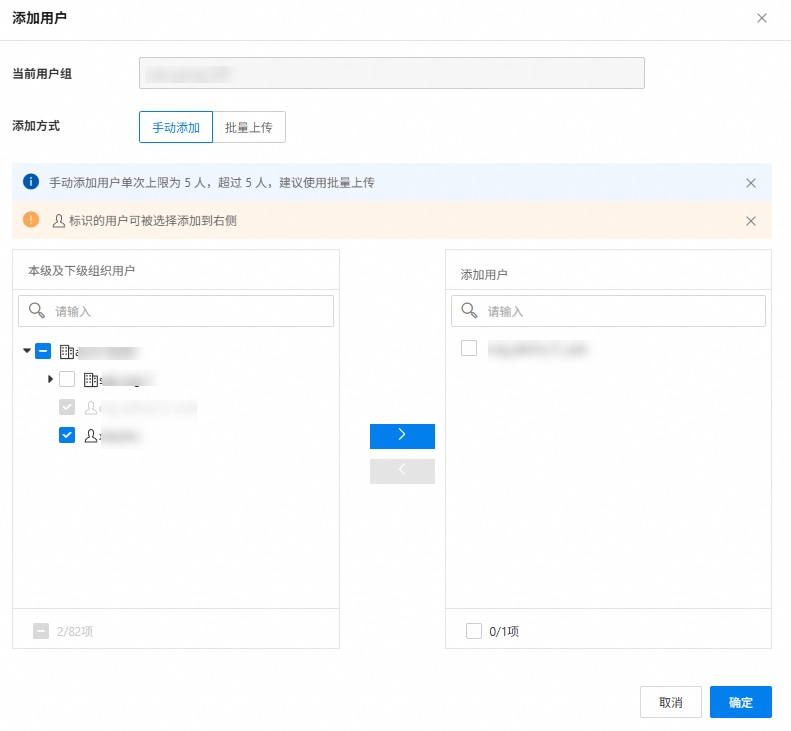 添加用户
当前用户组
添加方式
手动添加
批量上传
手动添加用户单次上限为 5 人，超过 5 人，建议使用批量上传
标识的用户可被选择添加到右侧
本级及下级组织用户
请输入
2/82项
添加用户
请输入
0/1项
取消
确定